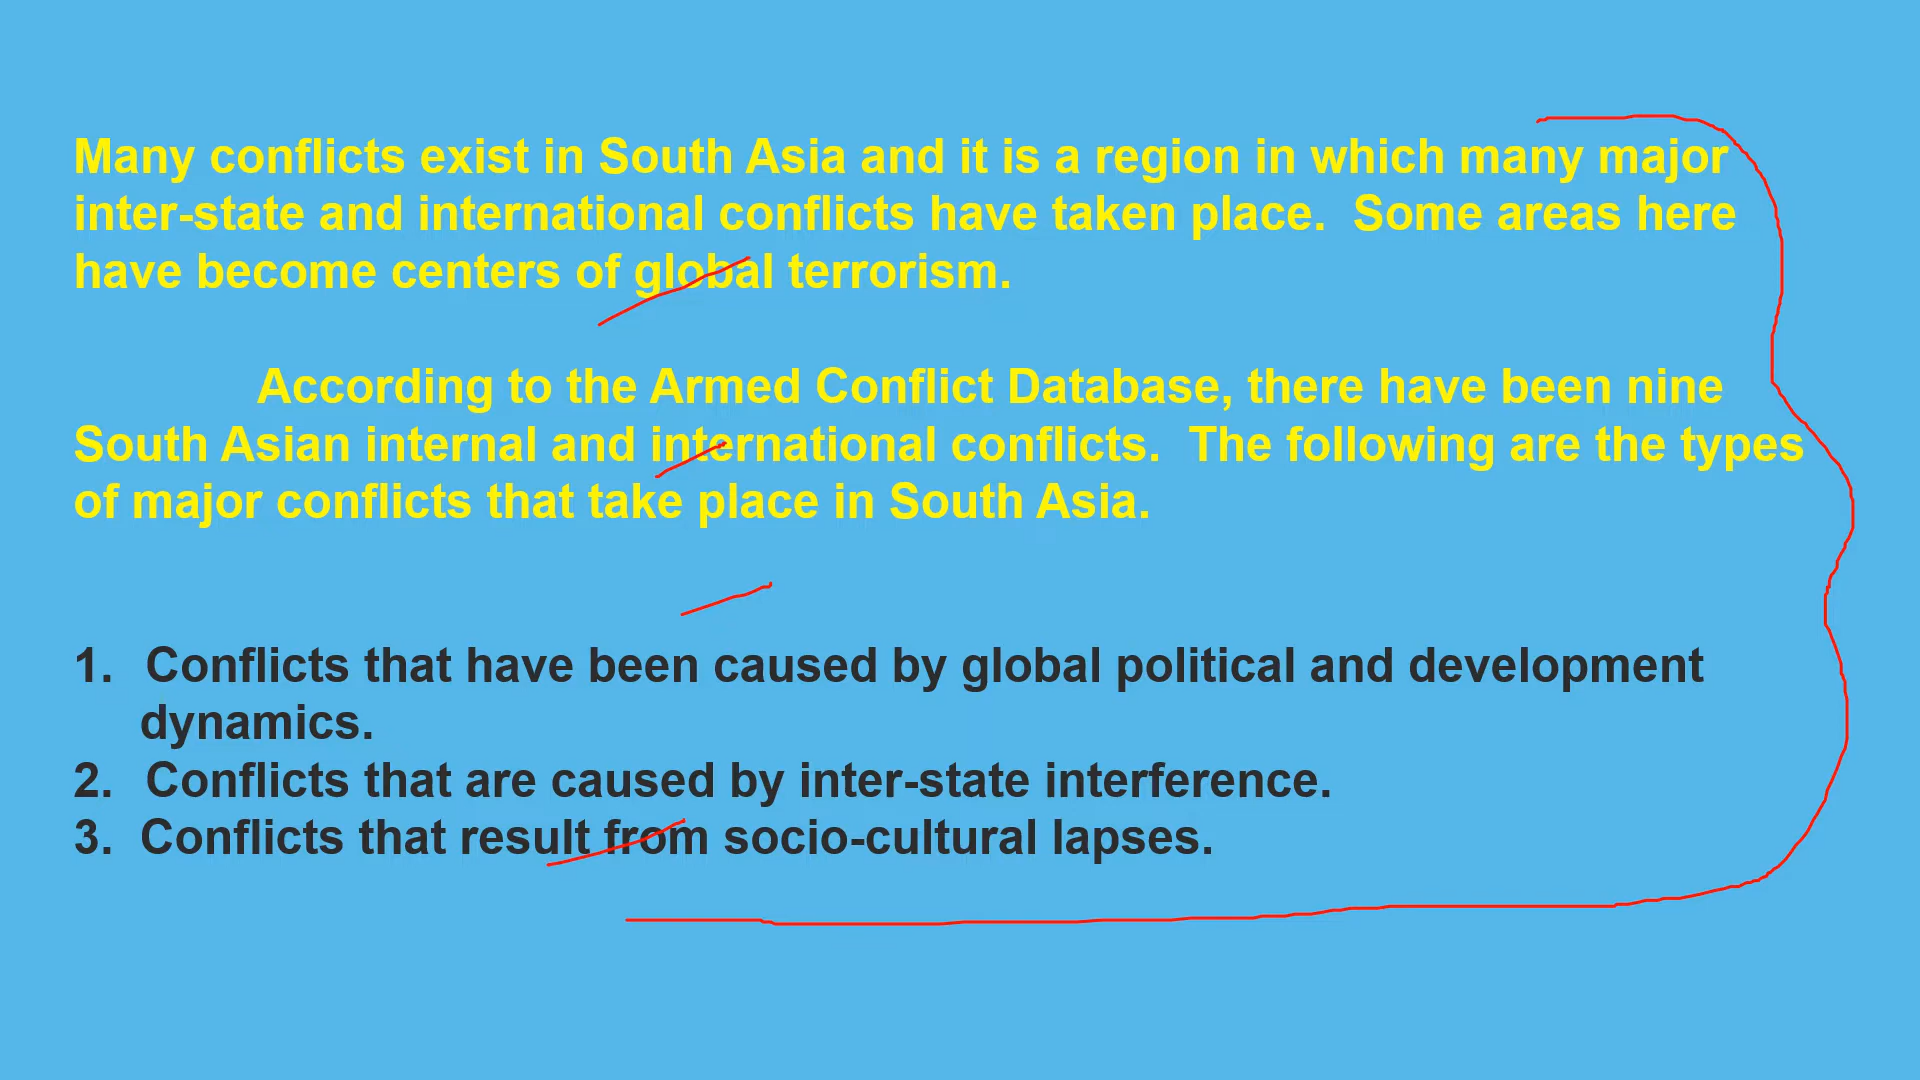 Many conflicts exist in South Asia and it is a region in which many major
inter-state and international conflicts have taken place.  Some areas here
have become centers of global terrorism.
According to the Armed Conflict Database, there have been nine
South Asian internal and international conflicts.  The following are the types
of major conflicts that take place in South Asia.
1.  Conflicts that have been caused by global political and development
dynamics.
2.  Conflicts that are caused by inter-state interference.
3.  Conflicts that result from socio-cultural lapses.